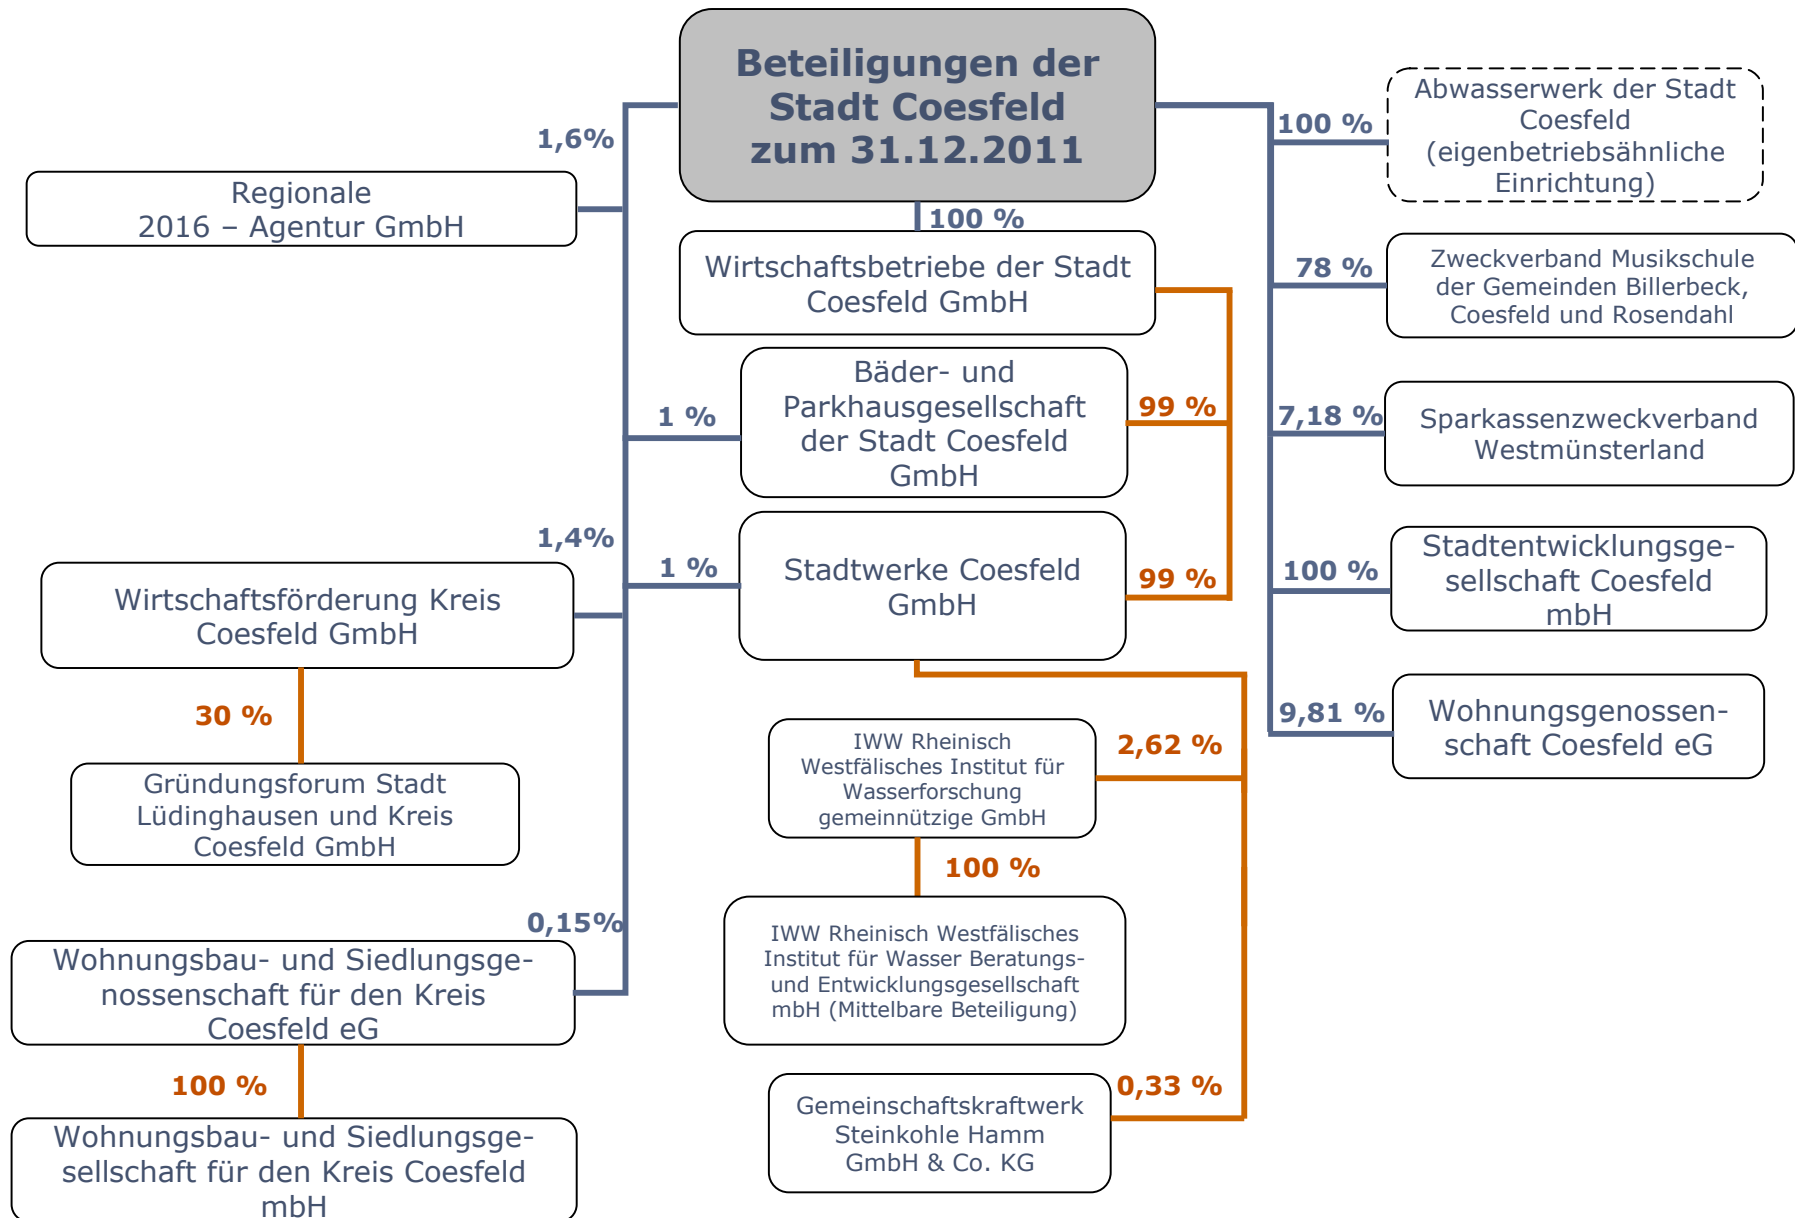 Beteiligungen der
Stadt Coesfeld
zum 31.12.2011
1,6%
Regionale
2016 – Agentur GmbH
100 %
Wirtschaftsbetriebe der Stadt
Coesfeld GmbH
1 %
Bäder- und
Parkhausgesellschaft
der Stadt Coesfeld
GmbH
99 %
1,4%
Wirtschaftsförderung Kreis
Coesfeld GmbH
1 %
Stadtwerke Coesfeld
GmbH
99 %
30 %
Gründungsforum Stadt
Lüdinghausen und Kreis
Coesfeld GmbH
IWW Rheinisch
Westfälisches Institut für
Wasserforschung
gemeinnützige GmbH
2,62 %
100 %
IWW Rheinisch Westfälisches
Institut für Wasser Beratungs-
und Entwicklungsgesellschaft
mbH (Mittelbare Beteiligung)
0,15%
Wohnungsbau- und Siedlungsge-
nossenschaft für den Kreis
Coesfeld eG
100 %
Wohnungsbau- und Siedlungsge-
sellschaft für den Kreis Coesfeld
mbH
Gemeinschaftskraftwerk
Steinkohle Hamm
GmbH & Co. KG
0,33 %
100 %
Abwasserwerk der Stadt
Coesfeld
(eigenbetriebsähnliche
Einrichtung)
78 %
Zweckverband Musikschule
der Gemeinden Billerbeck,
Coesfeld und Rosendahl
7,18 %
Sparkassenzweckverband
Westmünsterland
100 %
Stadtentwicklungsge-
sellschaft Coesfeld
mbH
9,81 %
Wohnungsgenossen-
schaft Coesfeld eG